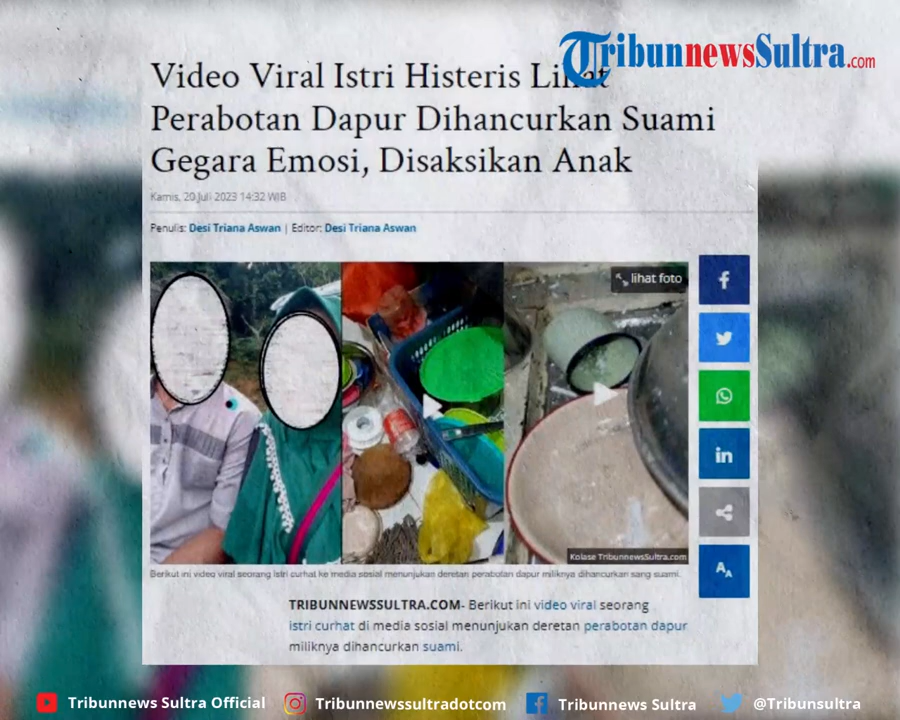 TribunnewsSultra.com
Video Viral Istri Histeris Lihat
Perabotan Dapur Dihancurkan Suami
Gegara Emosi, Disaksikan Anak
Kamis, 20 Juli 2023 14:32 WIB
Penulis: Desi Triana Aswan | Editor: Desi Triana Aswan
lihat foto
Kolase TribunnewsSultra.com
Berikut ini video viral seorang istri curhat ke media sosial menunjukan deretan perabotan dapur miliknya dihancurkan sang suami.
TRIBUNNEWSSULTRA.COM- Berikut ini video viral seorang
istri curhat di media sosial menunjukan deretan perabotan dapur
miliknya dihancurkan suami.
f
in
AA
Tribunnews Sultra Official
Tribunnewssultradotcom
Tribunnews Sultra
@Tribunsultra